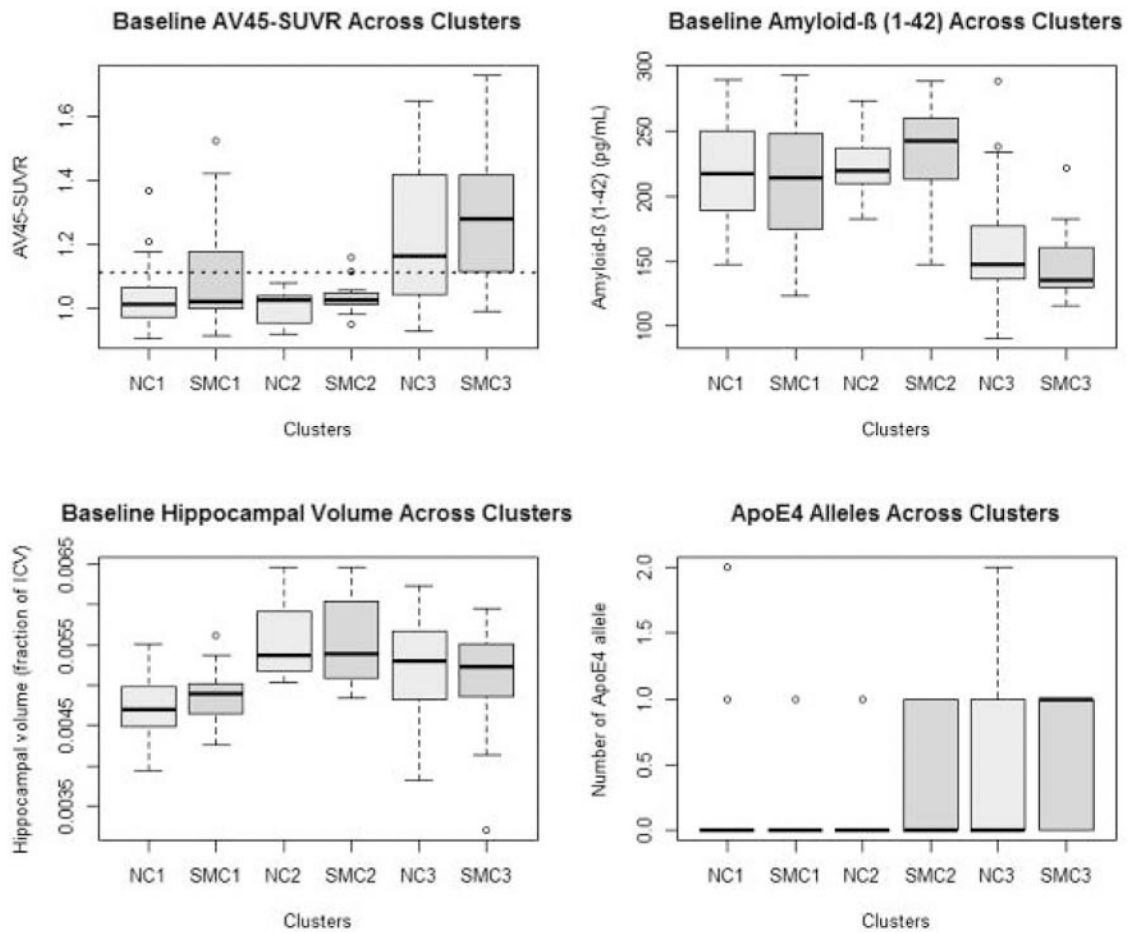 Baseline AV45-SUVR Across Clusters
AV45-SUVR
1.6
1.4
1.2
1.0
NC1 SMC1 NC2 SMC2 NC3 SMC3
Clusters
Baseline Amyloid-ß (1-42) Across Clusters
Amyloid-ß (1-42) (pg/mL)
300
250
200
150
100
NC1 SMC1 NC2 SMC2 NC3 SMC3
Clusters
Baseline Hippocampal Volume Across Clusters
Hippocampal volume (fraction of ICV)
0.0065
0.0055
0.0045
0.0035
NC1 SMC1 NC2 SMC2 NC3 SMC3
Clusters
ApoE4 Alleles Across Clusters
Number of ApoE4 allele
2.0
1.5
1.0
0.5
0.0
NC1 SMC1 NC2 SMC2 NC3 SMC3
Clusters